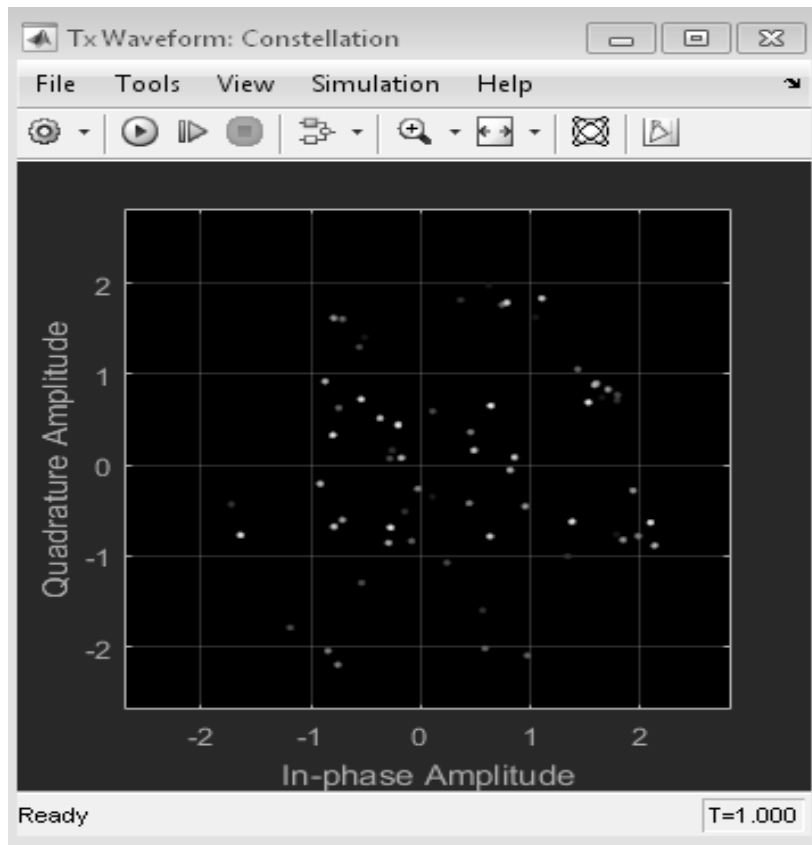 Tx Waveform: Constellation
File Tools View Simulation Help
Quadrature Amplitude
2
1
0
-1
-2
-2 -1 0 1 2
In-phase Amplitude
Ready T=1.000